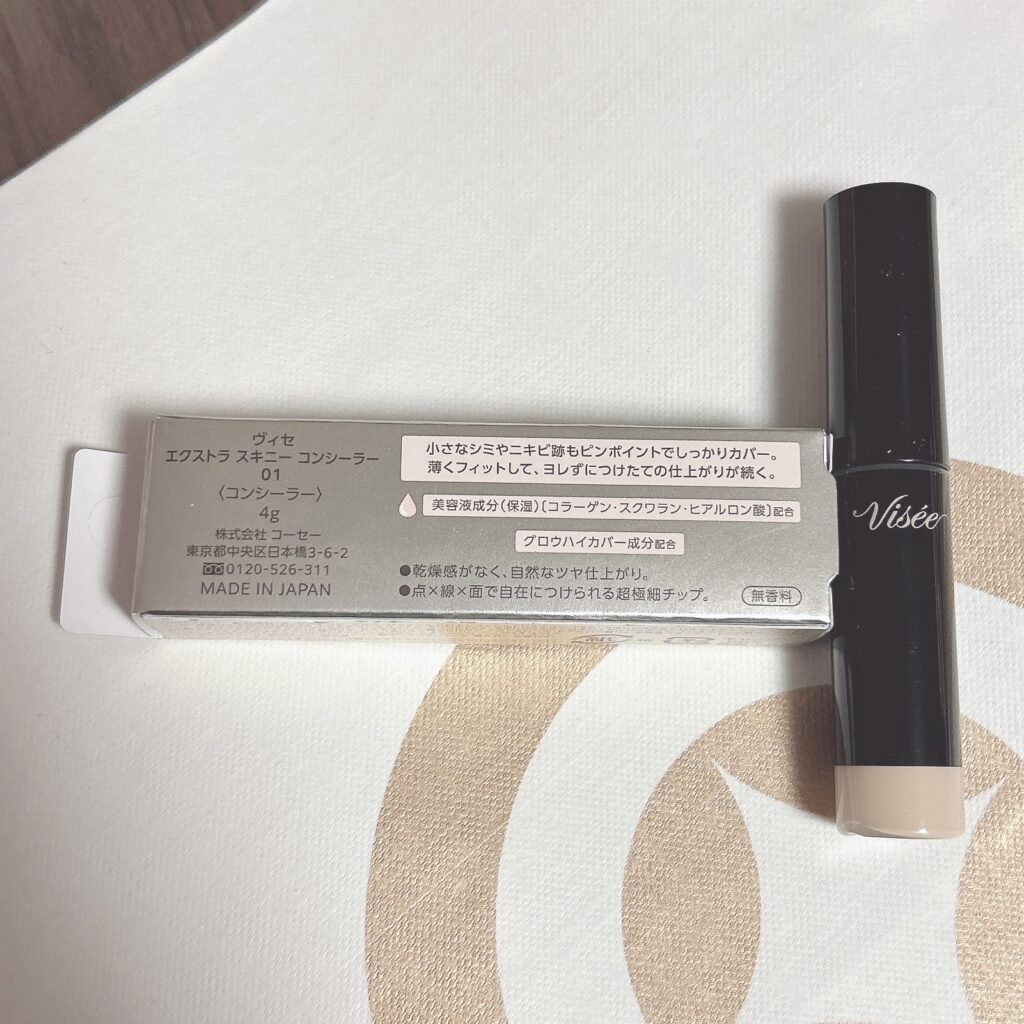 ヴィセ
エクストラ スキニー コンシーラー
01
〈コンシーラー〉
4g
株式会社 コーセー
東京都中央区日本橋3-6-2
0120-526-311
MADE IN JAPAN
小さなシミやニキビ跡もピンポイントでしっかりカバー。
薄くフィットして、ヨレずにつけたての仕上がりが続く。
美容液成分(保湿)〔コラーゲン・スクワラン・ヒアルロン酸〕配合
グロウハイカバー成分配合
●乾燥感がなく、自然なツヤ仕上がり。
●点×線×面で自在につけられる超極細チップ。
無香料
Visée